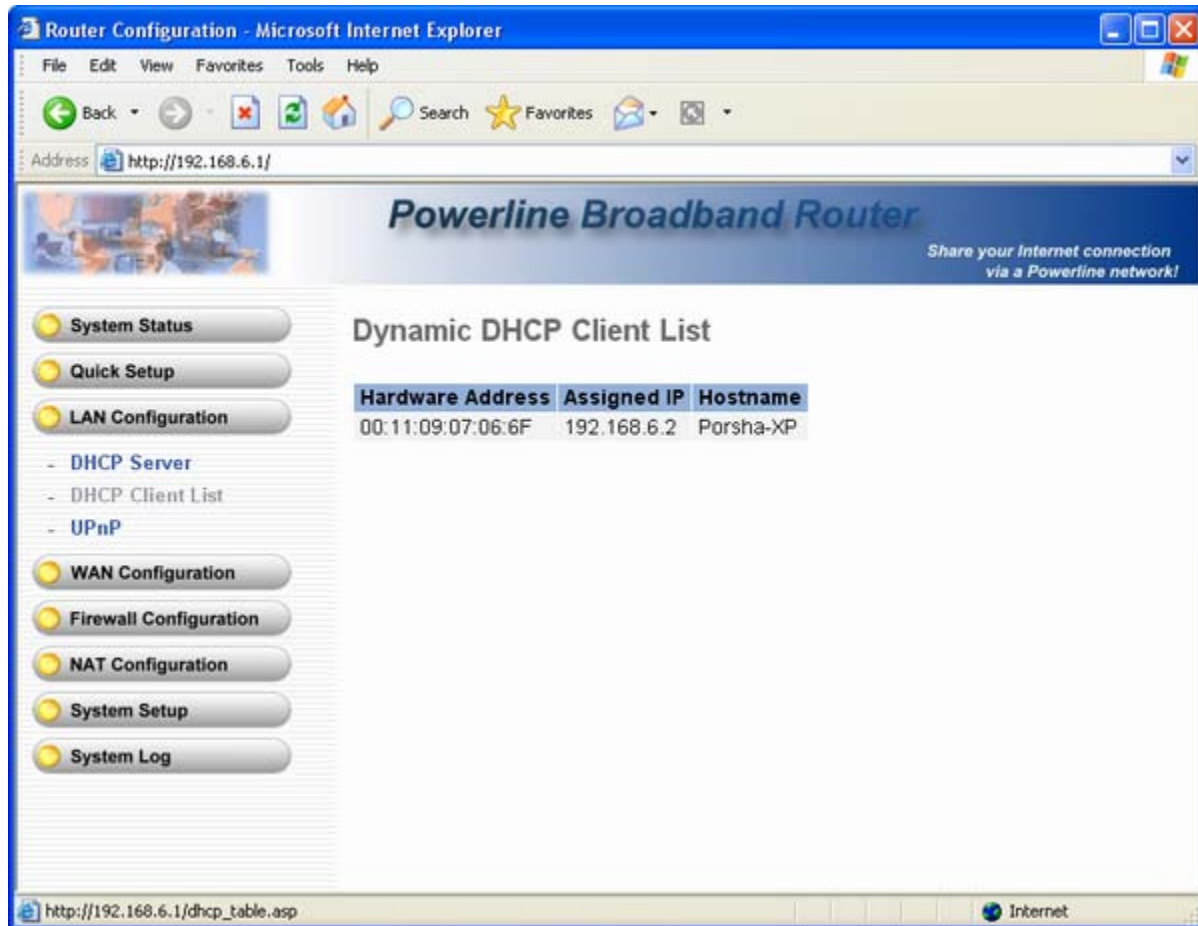 Router Configuration - Microsoft Internet Explorer
File Edit View Favorites Tools Help
Back Search Favorites
Address http://192.168.6.1/
Powerline Broadband Router
Share your Internet connection
via a Powerline network!
System Status
Quick Setup
LAN Configuration
- DHCP Server
- DHCP Client List
- UPnP
WAN Configuration
Firewall Configuration
NAT Configuration
System Setup
System Log
Dynamic DHCP Client List
Hardware Address Assigned IP Hostname
00:11:09:07:06:6F 192.168.6.2 Porsha-XP
http://192.168.6.1/dhcp_table.asp Internet